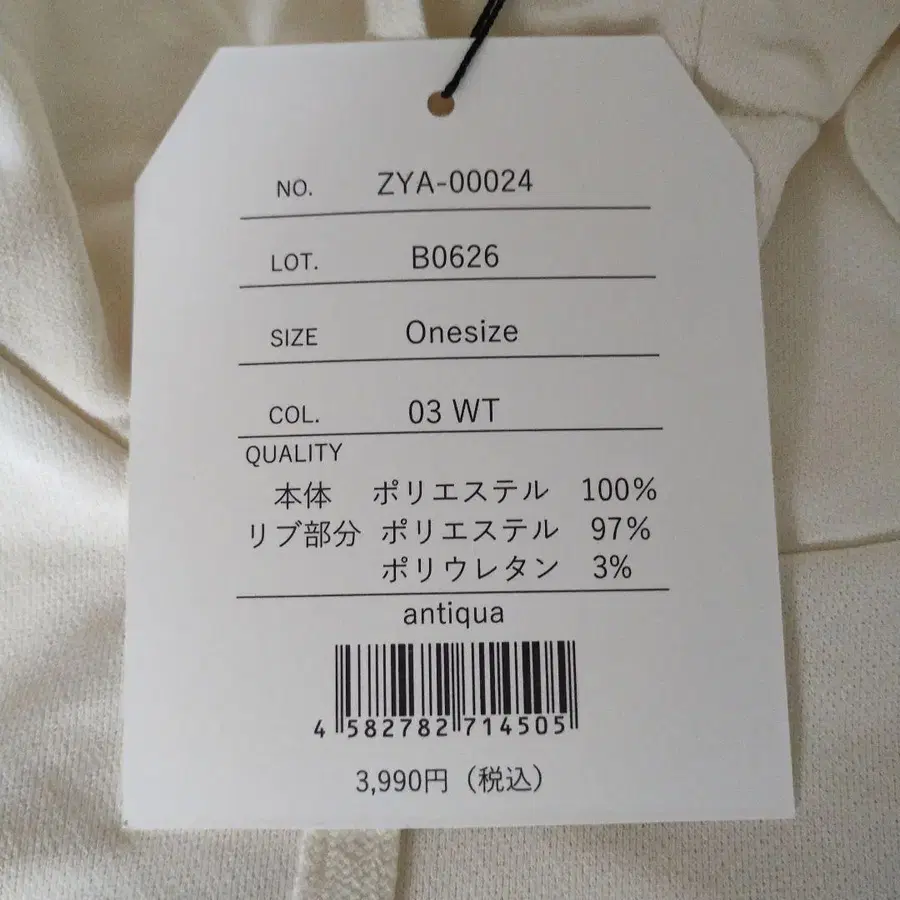 NO. ZYA-00024
LOT. B0626
SIZE Onesize
COL. 03 WT
QUALITY
本体 ポリエステル 100%
リブ部分 ポリエステル 97%
ポリウレタン 3%
antiqua
4 582782 714505
3,990円（税込）